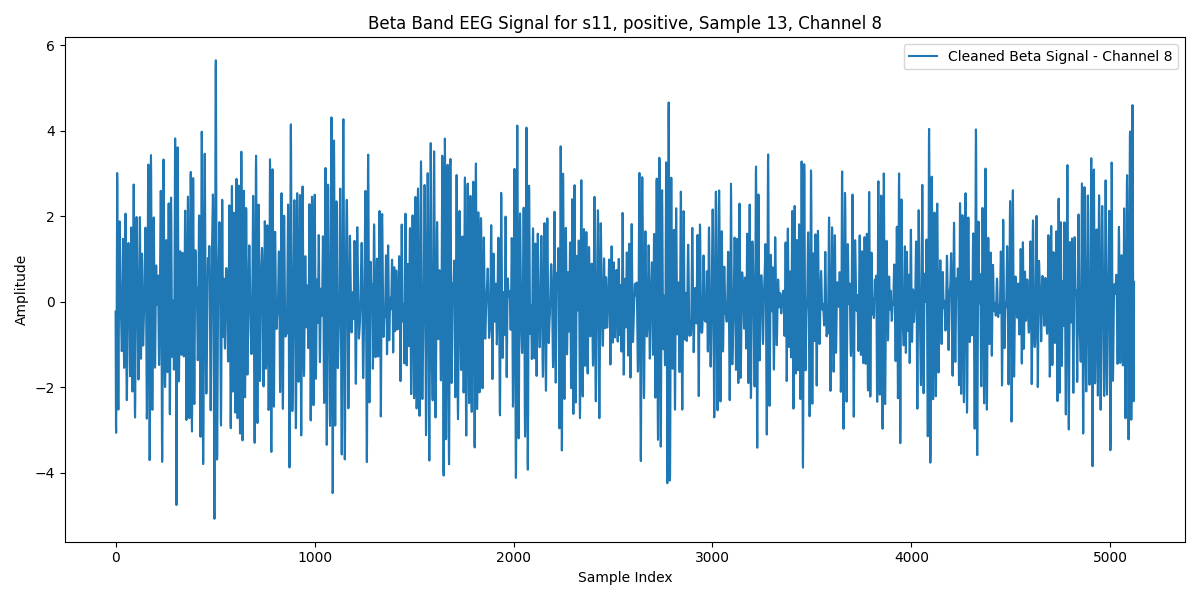 Beta Band EEG Signal for s11, positive, Sample 13, Channel 8
Cleaned Beta Signal - Channel 8
6
4
2
0
−2
−4
Amplitude
0 1000 2000 3000 4000 5000
Sample Index